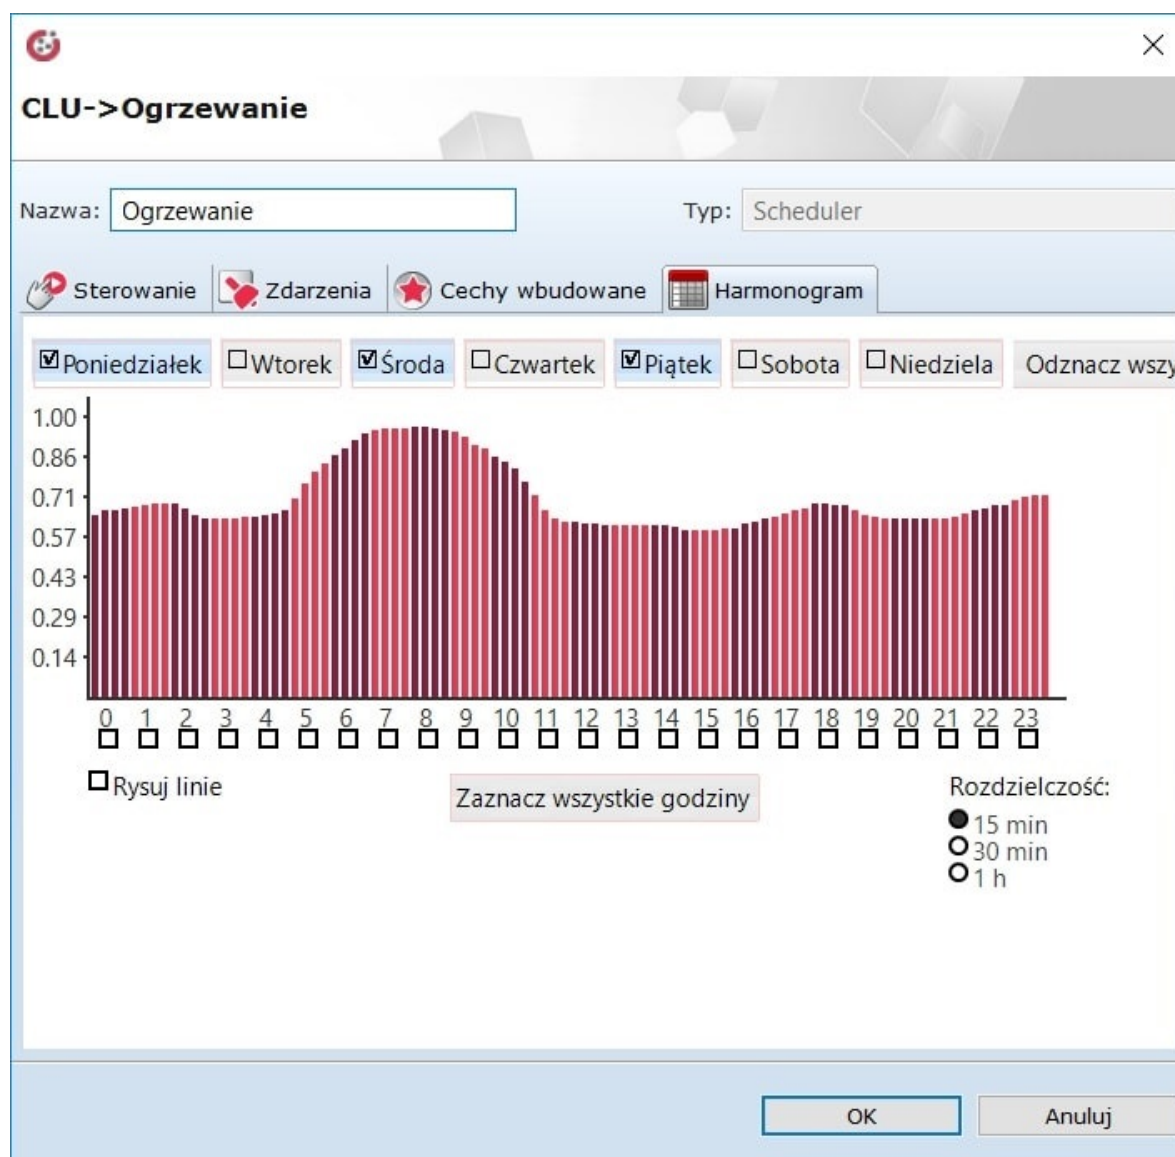 CLU->Ogrzewanie
Nazwa: Ogrzewanie Typ: Scheduler
Sterowanie Zdarzenia Cechy wbudowane Harmonogram
Poniedziałek Wtorek Środa Czwartek Piątek Sobota Niedziela Odznacz wszy
1.00
0.86
0.71
0.57
0.43
0.29
0.14
0 1 2 3 4 5 6 7 8 9 10 11 12 13 14 15 16 17 18 19 20 21 22 23
Rysuj linie Zaznacz wszystkie godziny Rozdzielczość:
15 min
30 min
1 h
OK Anuluj